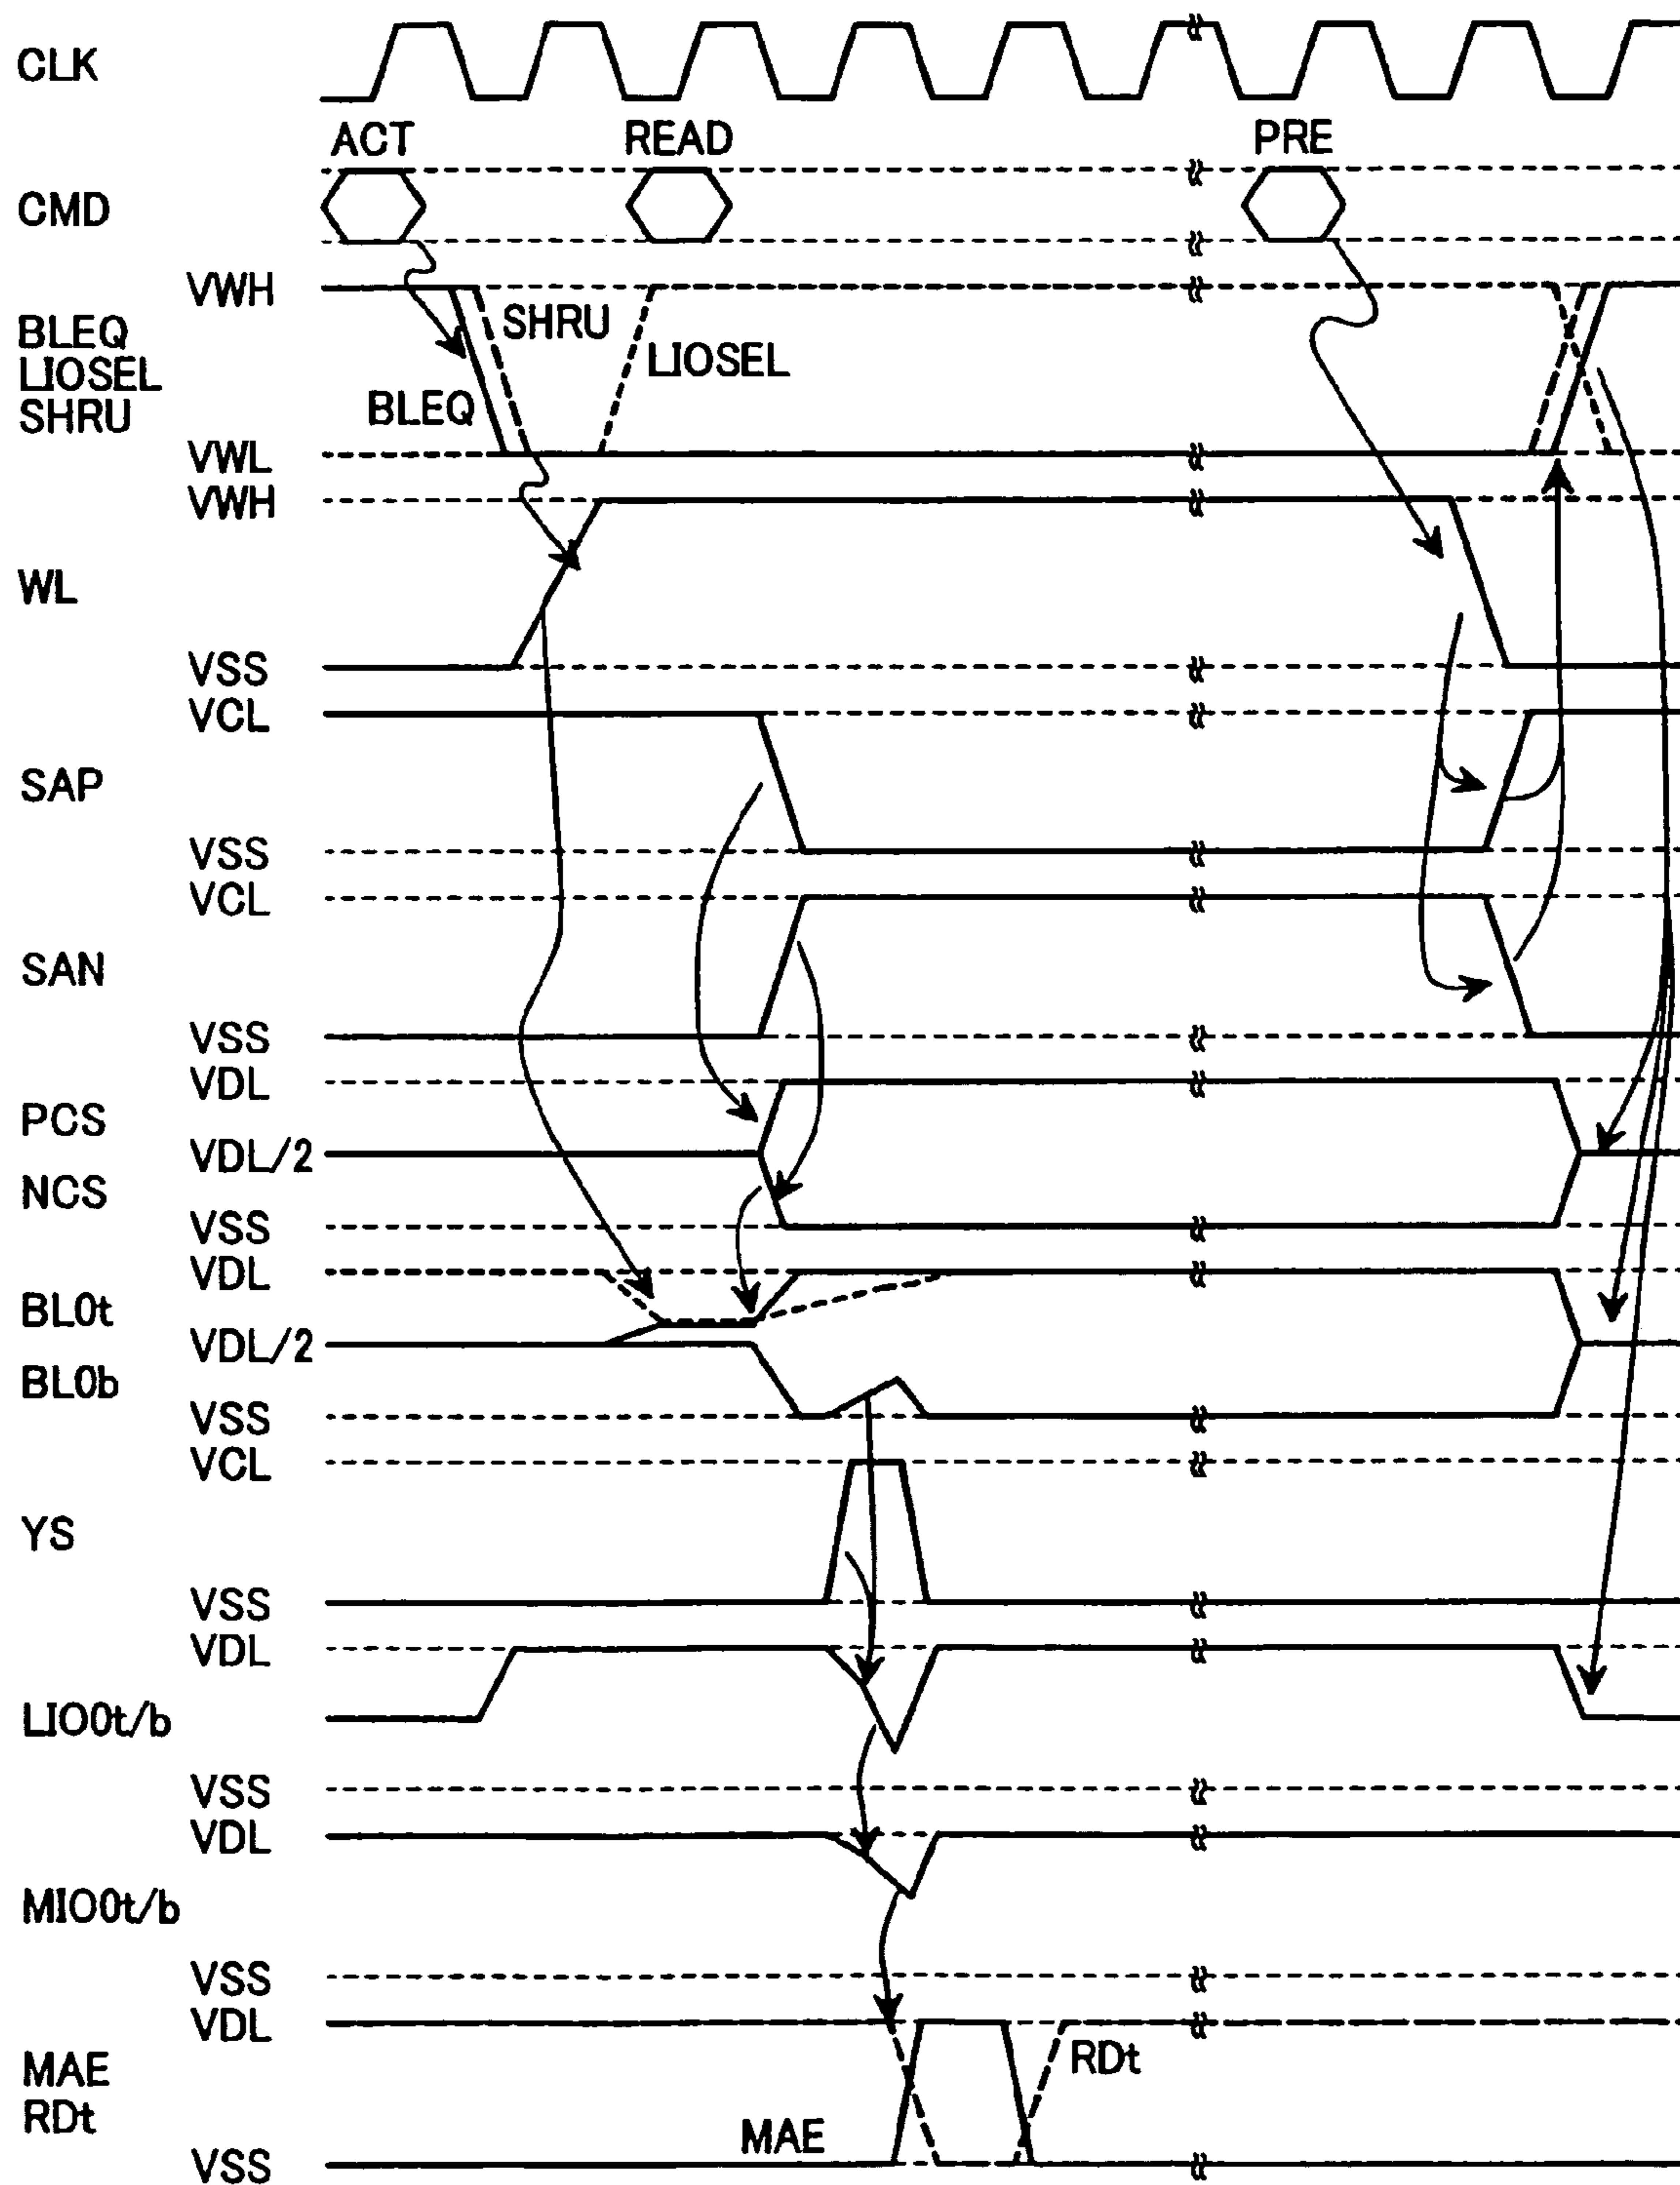 CLK
ACT READ PRE
CMD
VWH
SHRU
BLEQ
LIOSEL
LIOSEL
BLEQ
SHRU
VWL
VWH
WL
VSS
VCL
SAP
VSS
VCL
SAN
VSS
VDL
PCS
VDL/2
NCS
VSS
VDL
BL0t
VDL/2
BL0b
VSS
VCL
YS
VSS
VDL
LIO0t/b
VSS
VDL
MIO0t/b
VSS
VDL
RDt
MAE
RDt
MAE
VSS